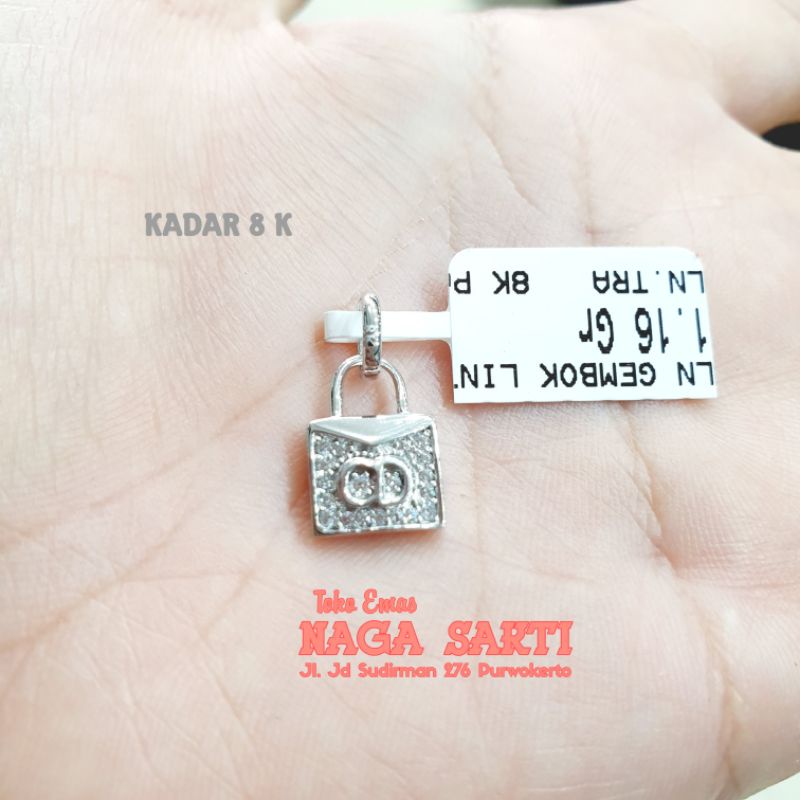 KADAR 8 K
LN GEMBOK LIN
1.16 Gr
LN.TRA 8K
Toko Emas
NAGA SAKTI
Jl. Jd Sudirman 276 Purwokerto
CD